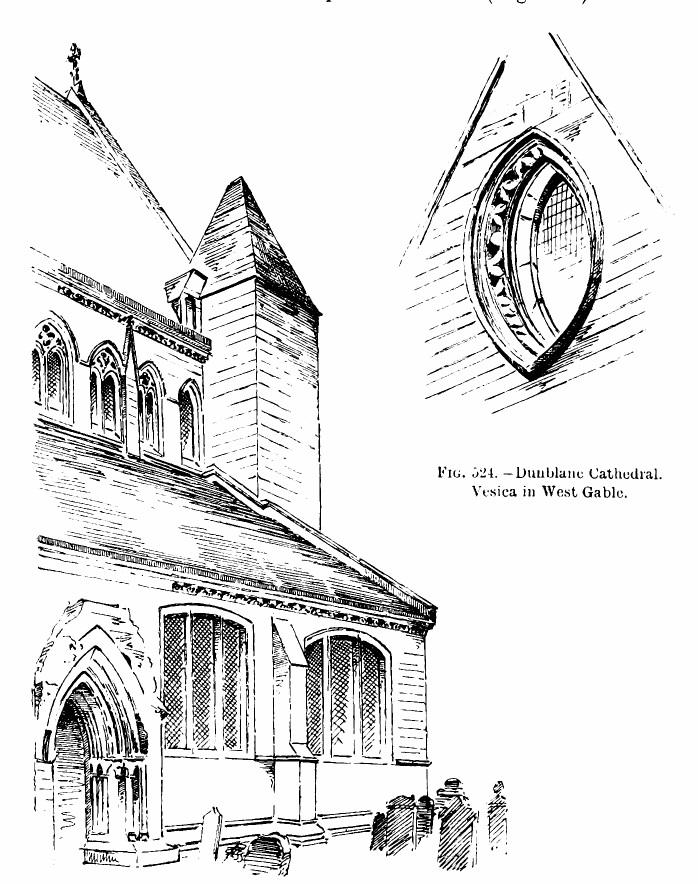 FIG. 524. —Dunblane Cathedral.
Vesica in West Gable.